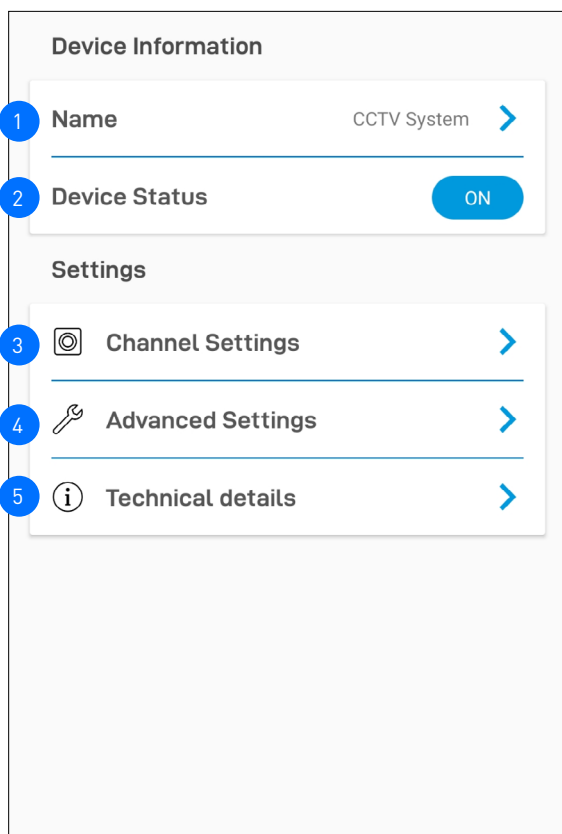 Device Information
1 Name CCTV System
2 Device Status ON
Settings
3 Channel Settings
4 Advanced Settings
5 Technical details